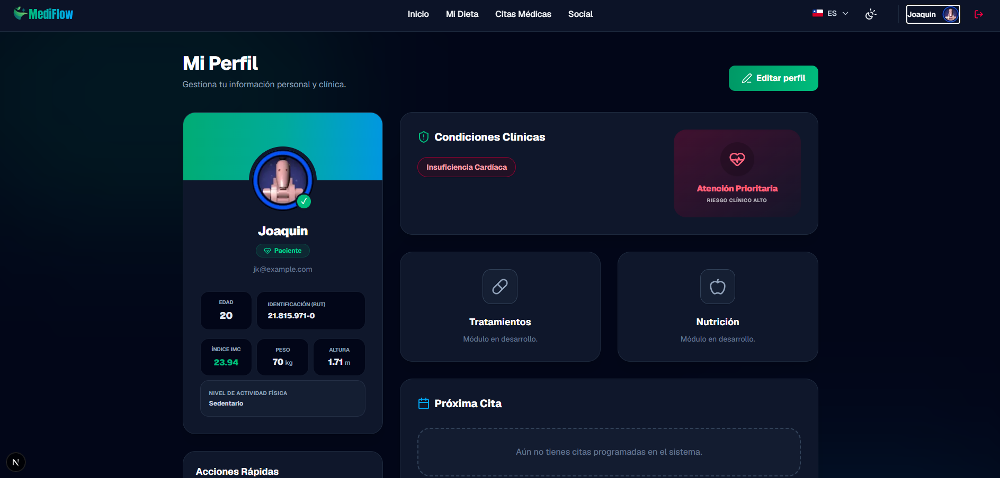 MediFlow
Inicio
Mi Dieta
Citas Médicas
Social
ES
Joaquin
Mi Perfil
Gestiona tu información personal y clínica.
Editar perfil
Joaquin
Paciente
jk@example.com
EDAD
20
IDENTIFICACIÓN (RUT)
21.815.971-0
ÍNDICE IMC
23.94
PESO
70 kg
ALTURA
1.71 m
NIVEL DE ACTIVIDAD FÍSICA
Sedentario
Acciones Rápidas
Condiciones Clínicas
Insuficiencia Cardíaca
Atención Prioritaria
RIESGO CLÍNICO ALTO
Tratamientos
Módulo en desarrollo.
Nutrición
Módulo en desarrollo.
Próxima Cita
Aún no tienes citas programadas en el sistema.
N